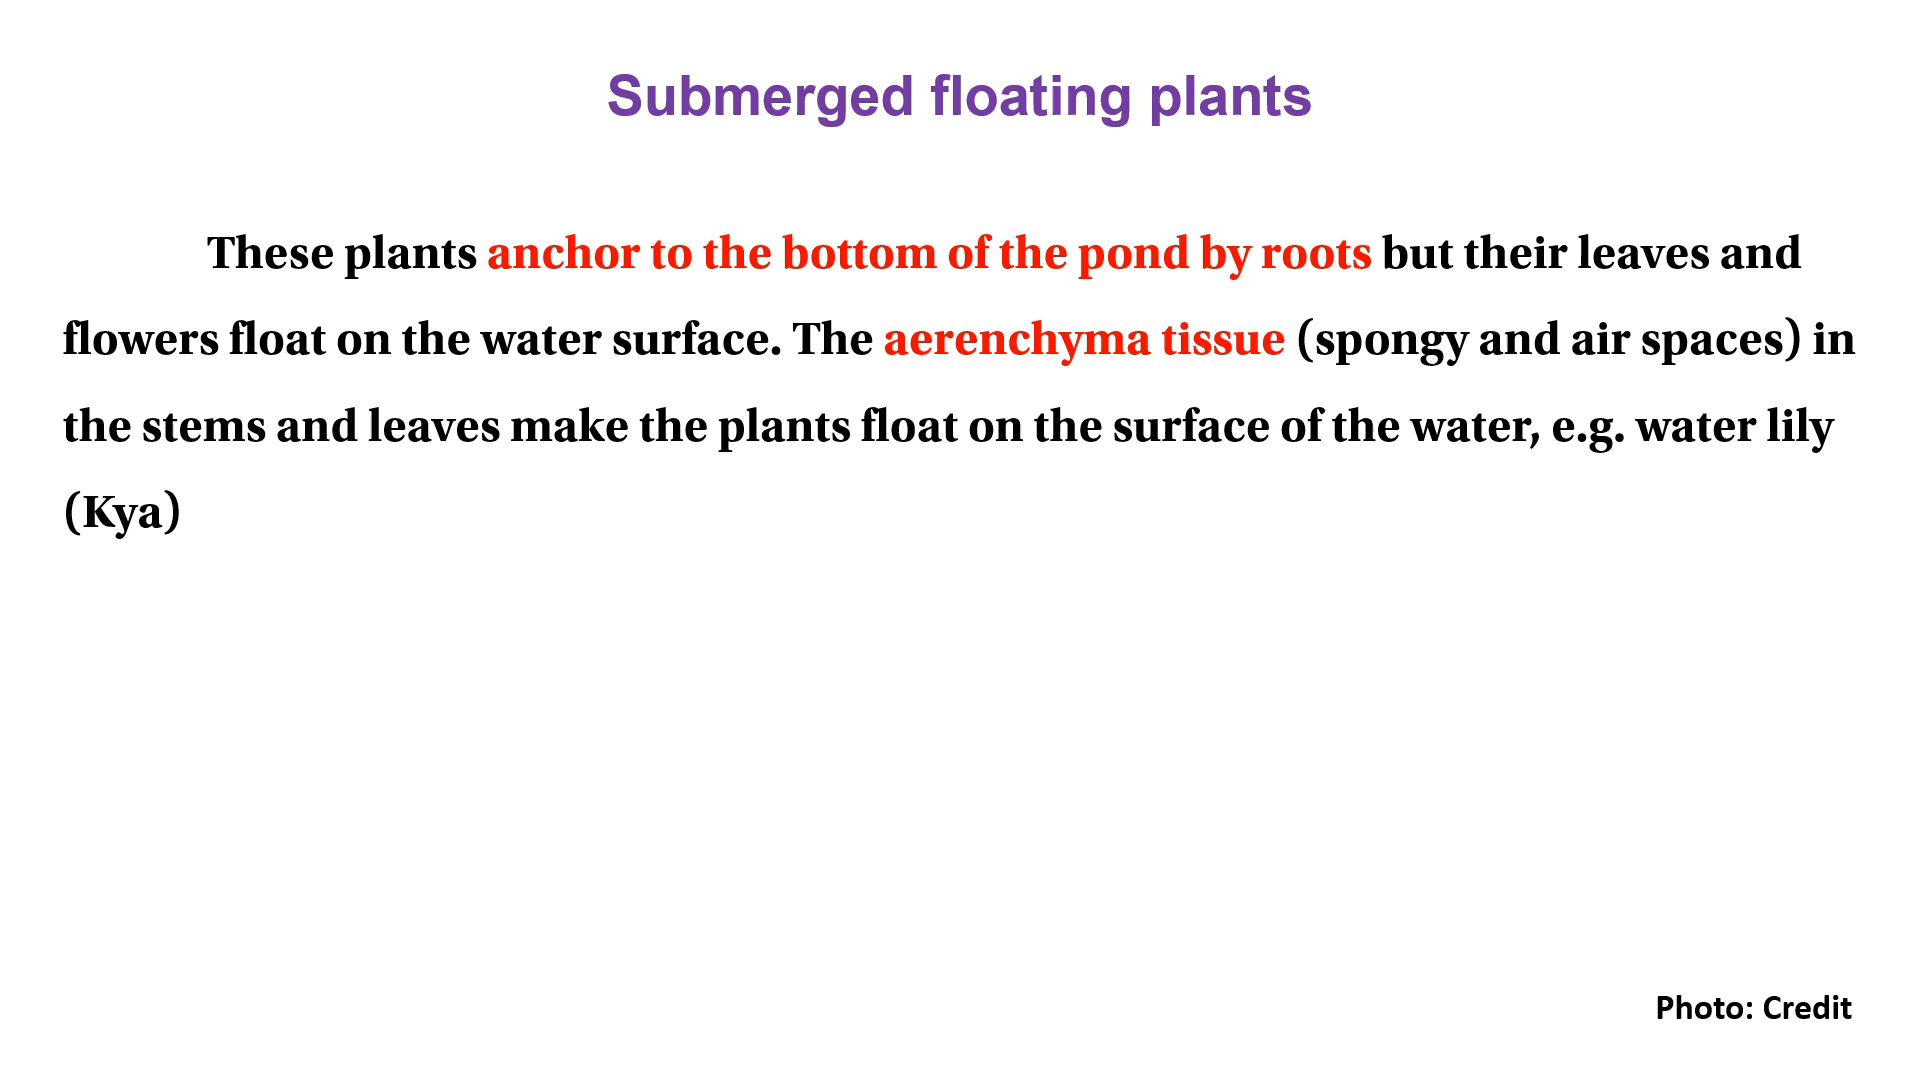 Submerged floating plants
These plants anchor to the bottom of the pond by roots but their leaves and
flowers float on the water surface. The aerenchyma tissue (spongy and air spaces) in
the stems and leaves make the plants float on the surface of the water, e.g. water lily
(Kya)
Photo: Credit